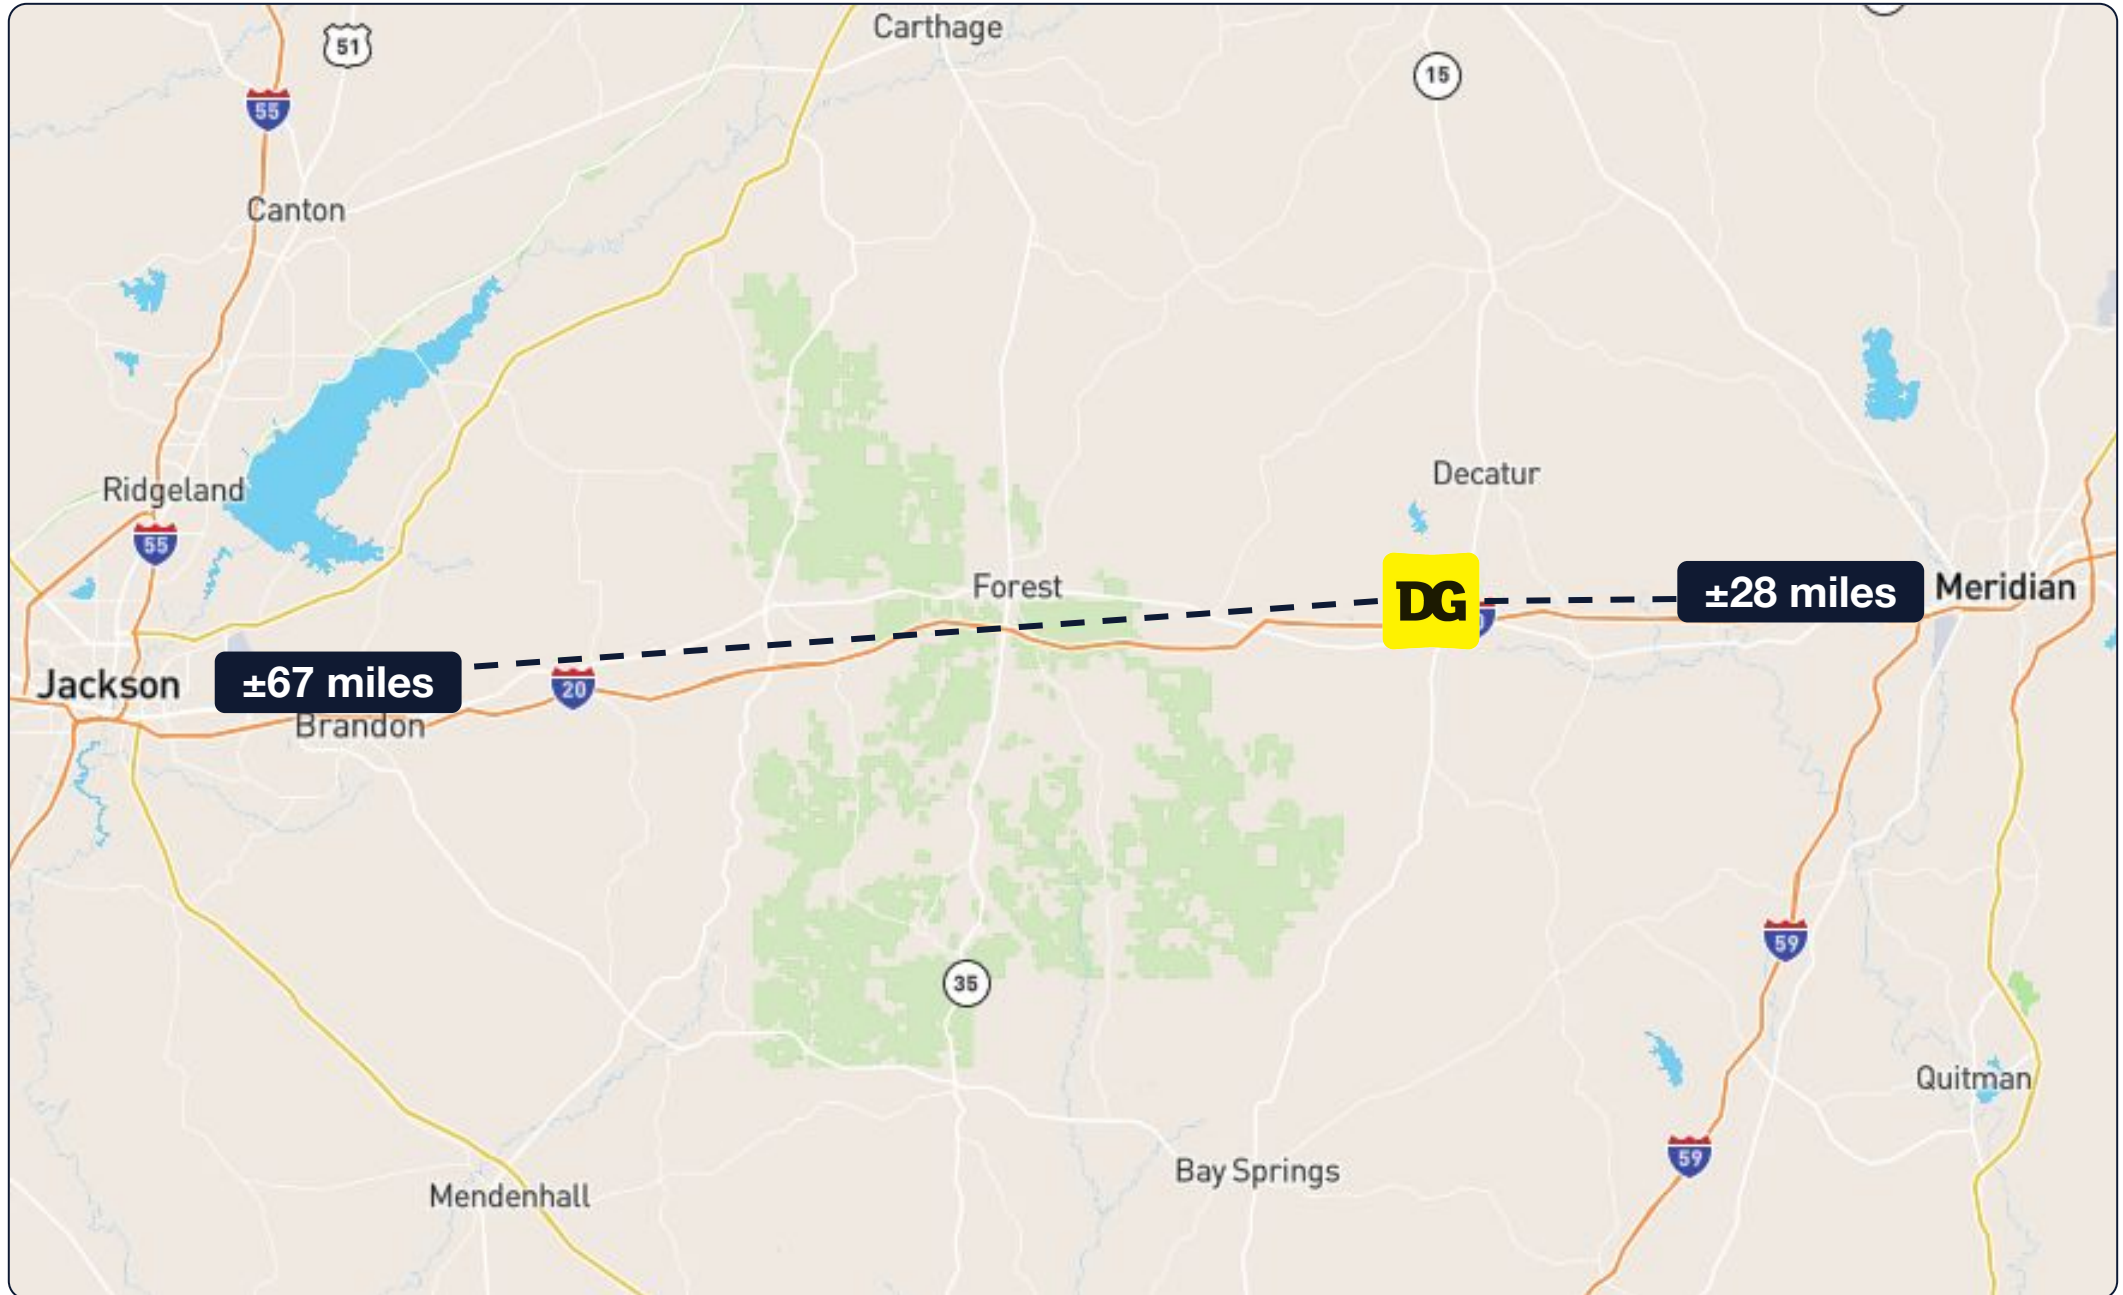 Carthage
51
15
55
Canton
Decatur
Ridgeland
55
Forest
DG
±28 miles
Meridian
Jackson
±67 miles
20
Brandon
59
35
Quitman
59
Bay Springs
Mendenhall